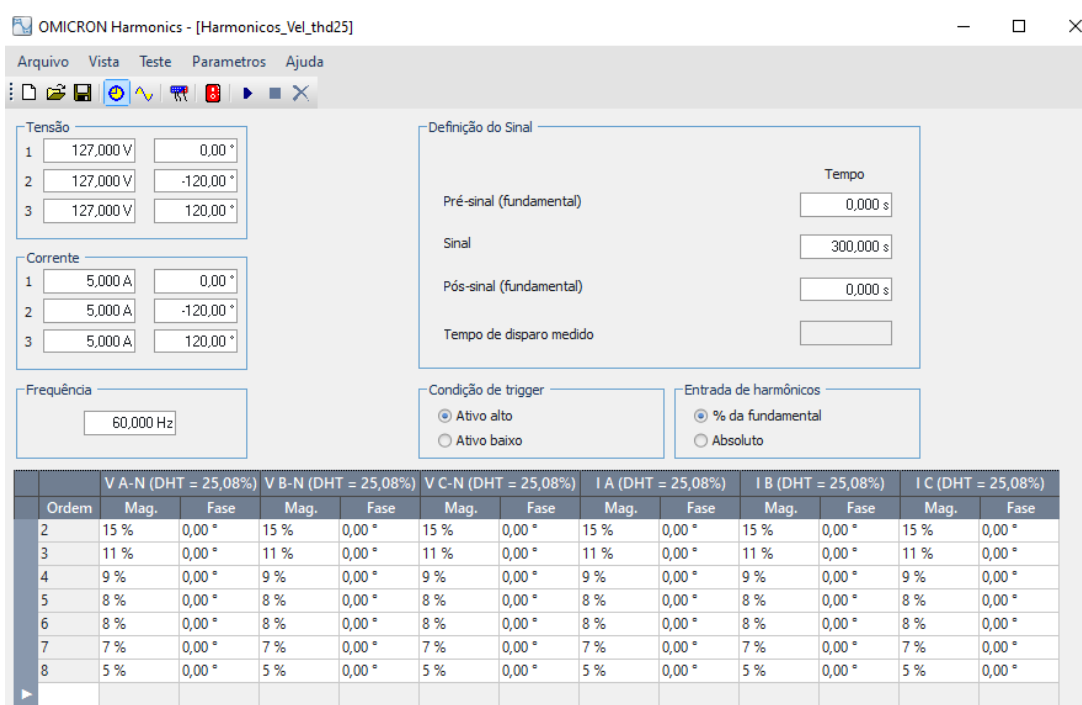 OMICRON Harmonics - [Harmonicos_Vel_thd25]
Arquivo Vista Teste Parametros Ajuda
Tensão
1 127,000 V 0,00 °
2 127,000 V -120,00 °
3 127,000 V 120,00 °
Corrente
1 5,000 A 0,00 °
2 5,000 A -120,00 °
3 5,000 A 120,00 °
Frequência
60,000 Hz
Definição do Sinal
Tempo
Pré-sinal (fundamental) 0,000 s
Sinal 300,000 s
Pós-sinal (fundamental) 0,000 s
Tempo de disparo medido
Condição de trigger
Ativo alto
Ativo baixo
Entrada de harmônicos
% da fundamental
Absoluto
V A-N (DHT = 25,08%) V B-N (DHT = 25,08%) V C-N (DHT = 25,08%) I A (DHT = 25,08%) I B (DHT = 25,08%) I C (DHT = 25,08%)
Ordem Mag. Fase Mag. Fase Mag. Fase Mag. Fase Mag. Fase Mag. Fase
2 15 % 0,00 ° 15 % 0,00 ° 15 % 0,00 ° 15 % 0,00 ° 15 % 0,00 ° 15 % 0,00 °
3 11 % 0,00 ° 11 % 0,00 ° 11 % 0,00 ° 11 % 0,00 ° 11 % 0,00 ° 11 % 0,00 °
4 9 % 0,00 ° 9 % 0,00 ° 9 % 0,00 ° 9 % 0,00 ° 9 % 0,00 ° 9 % 0,00 °
5 8 % 0,00 ° 8 % 0,00 ° 8 % 0,00 ° 8 % 0,00 ° 8 % 0,00 ° 8 % 0,00 °
6 8 % 0,00 ° 8 % 0,00 ° 8 % 0,00 ° 8 % 0,00 ° 8 % 0,00 ° 8 % 0,00 °
7 7 % 0,00 ° 7 % 0,00 ° 7 % 0,00 ° 7 % 0,00 ° 7 % 0,00 ° 7 % 0,00 °
8 5 % 0,00 ° 5 % 0,00 ° 5 % 0,00 ° 5 % 0,00 ° 5 % 0,00 ° 5 % 0,00 °